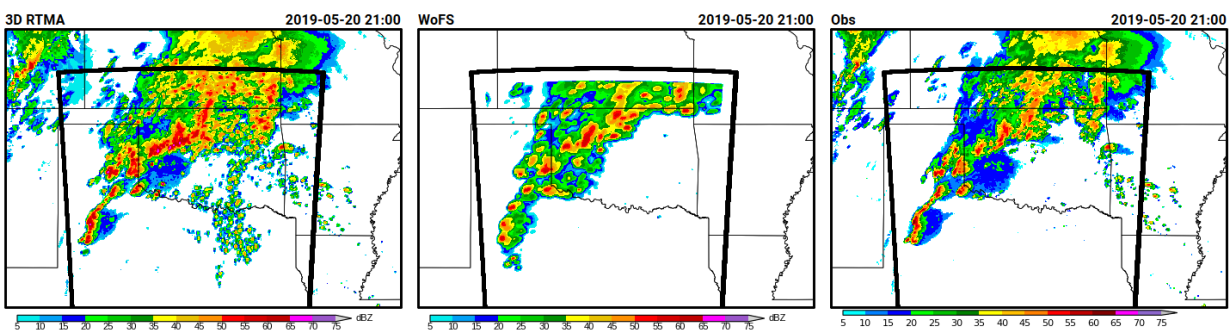 3D RTMA 2019-05-20 21:00
WoFS 2019-05-20 21:00
Obs 2019-05-20 21:00
5 10 15 20 25 30 35 40 45 50 55 60 65 70 75 dBZ
5 10 15 20 25 30 35 40 45 50 55 60 65 70 75 dBZ
5 10 15 20 25 30 35 40 45 50 55 60 65 70 75